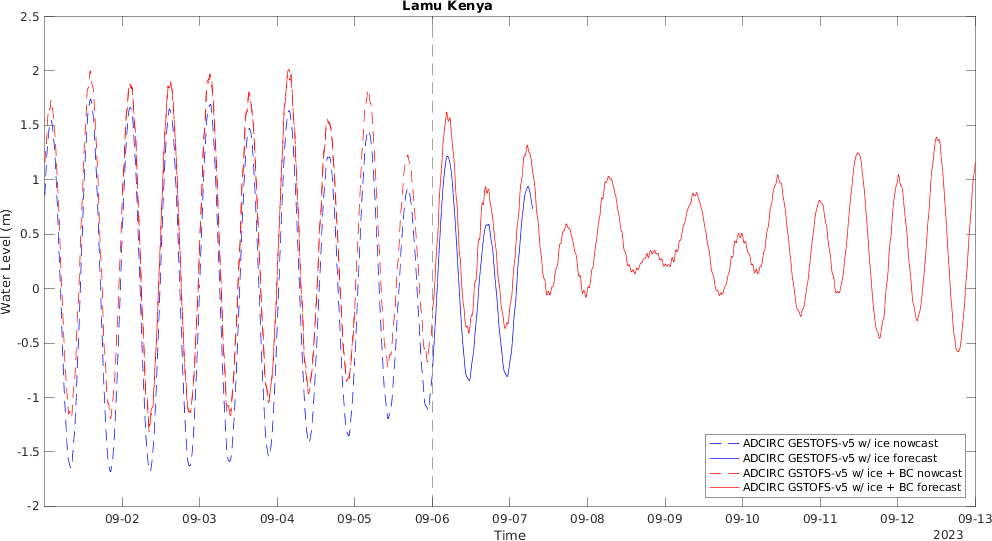 Lamu Kenya
2.5
2
1.5
1
0.5
0
-0.5
-1
-1.5
-2
Water Level (m)
ADCIRC GESTOFS-v5 w/ ice nowcast
ADCIRC GESTOFS-v5 w/ ice forecast
ADCIRC GSTOFS-v5 w/ ice + BC nowcast
ADCIRC GSTOFS-v5 w/ ice + BC forecast
09-02 09-03 09-04 09-05 09-06 09-07 09-08 09-09 09-10 09-11 09-12 09-13
Time
2023